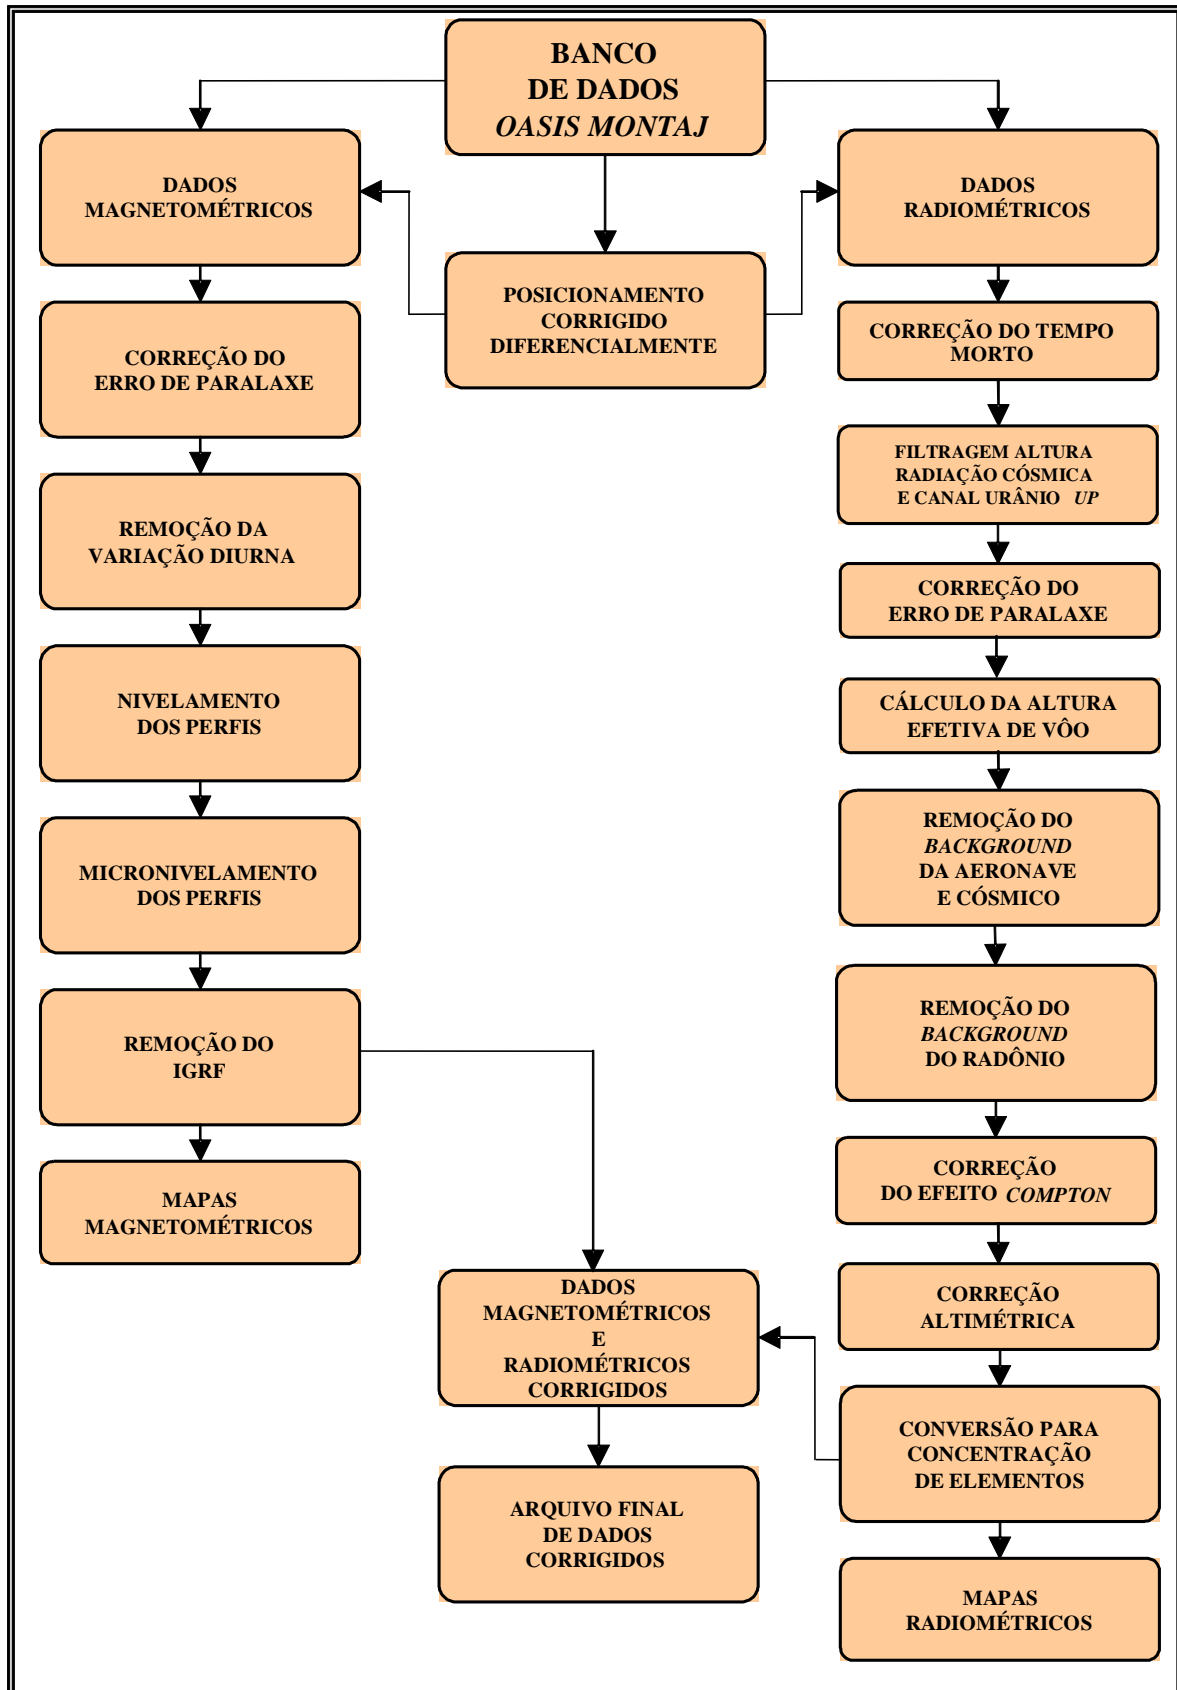 BANCO
DE DADOS
OASIS MONTAJ
DADOS
MAGNETOMÉTRICOS
DADOS
RADIOMÉTRICOS
POSICIONAMENTO
CORRIGIDO
DIFERENCIALMENTE
CORREÇÃO DO
ERRO DE PARALAXE
REMOÇÃO DA
VARIAÇÃO DIURNA
NIVELAMENTO
DOS PERFIS
MICRONIVELAMENTO
DOS PERFIS
REMOÇÃO DO
IGRF
MAPAS
MAGNETOMÉTRICOS
CORREÇÃO DO TEMPO
MORTO
FILTRAGEM ALTURA
RADIAÇÃO CÓSMICA
E CANAL URÂNIO UP
CORREÇÃO DO
ERRO DE PARALAXE
CÁLCULO DA ALTURA
EFETIVA DE VÔO
REMOÇÃO DO
BACKGROUND
DA AERONAVE
E CÓSMICO
REMOÇÃO DO
BACKGROUND
DO RADÔNIO
CORREÇÃO
DO EFEITO COMPTON
CORREÇÃO
ALTIMÉTRICA
CONVERSÃO PARA
CONCENTRAÇÃO
DE ELEMENTOS
MAPAS
RADIOMÉTRICOS
DADOS
MAGNETOMÉTRICOS
E
RADIOMÉTRICOS
CORRIGIDOS
ARQUIVO FINAL
DE DADOS
CORRIGIDOS